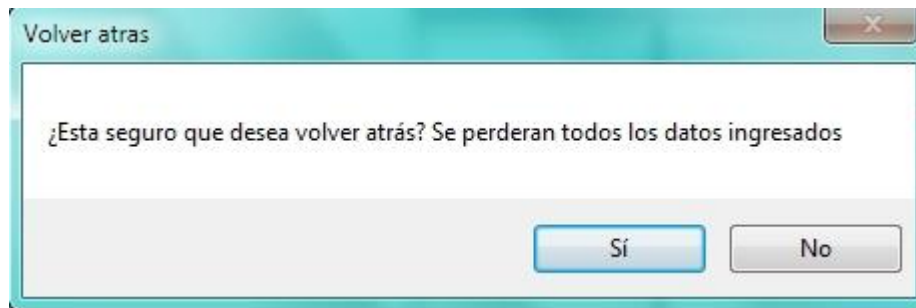 Volver atras
¿Esta seguro que desea volver atrás? Se perderan todos los datos ingresados
Sí
No